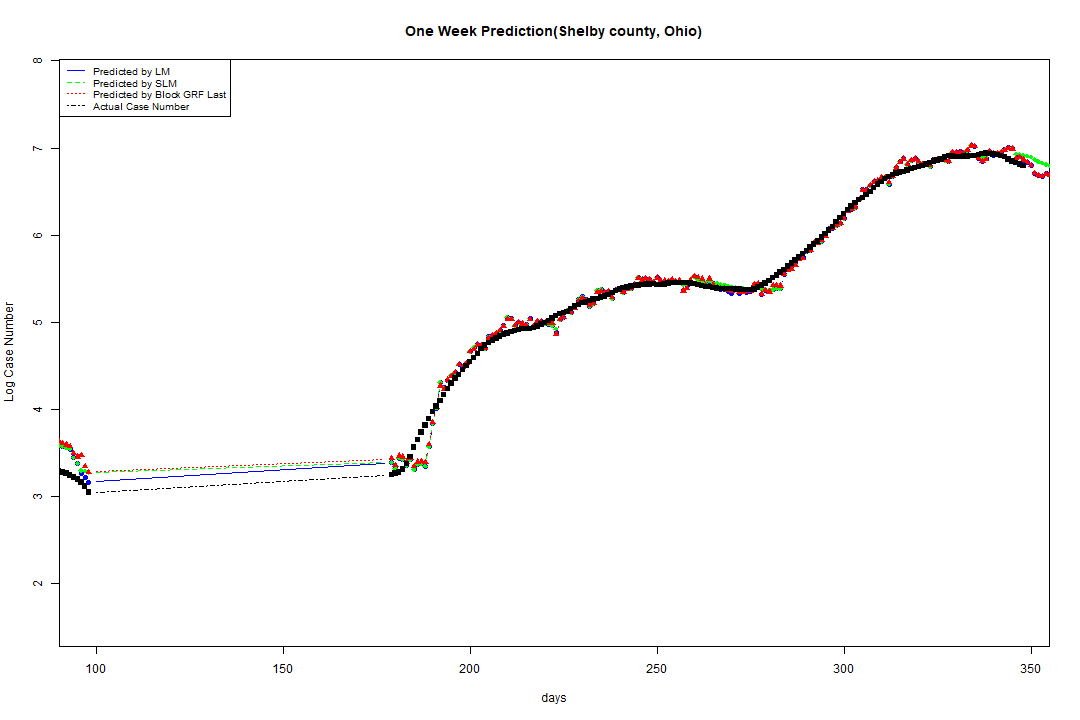 One Week Prediction(Shelby county, Ohio)
Predicted by LM
Predicted by SLM
Predicted by Block GRF Last
Actual Case Number
8
7
6
5
4
3
2
Log Case Number
100 150 200 250 300 350
days